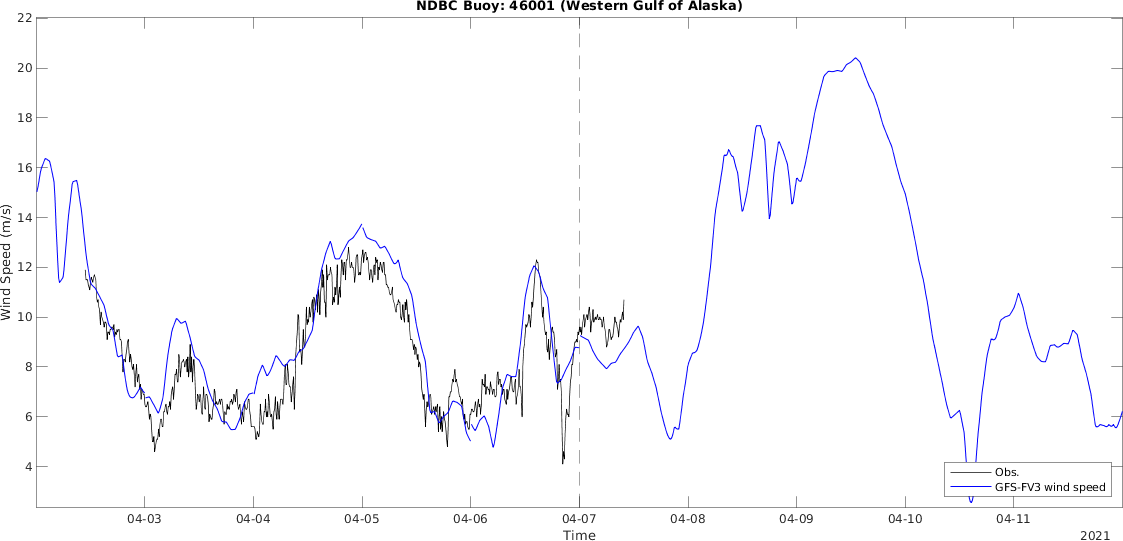 NDBC Buoy: 46001 (Western Gulf of Alaska)
22
20
18
16
14
12
10
8
6
4
Wind Speed (m/s)
Obs.
GFS-FV3 wind speed
04-03 04-04 04-05 04-06 04-07 04-08 04-09 04-10 04-11
Time
2021